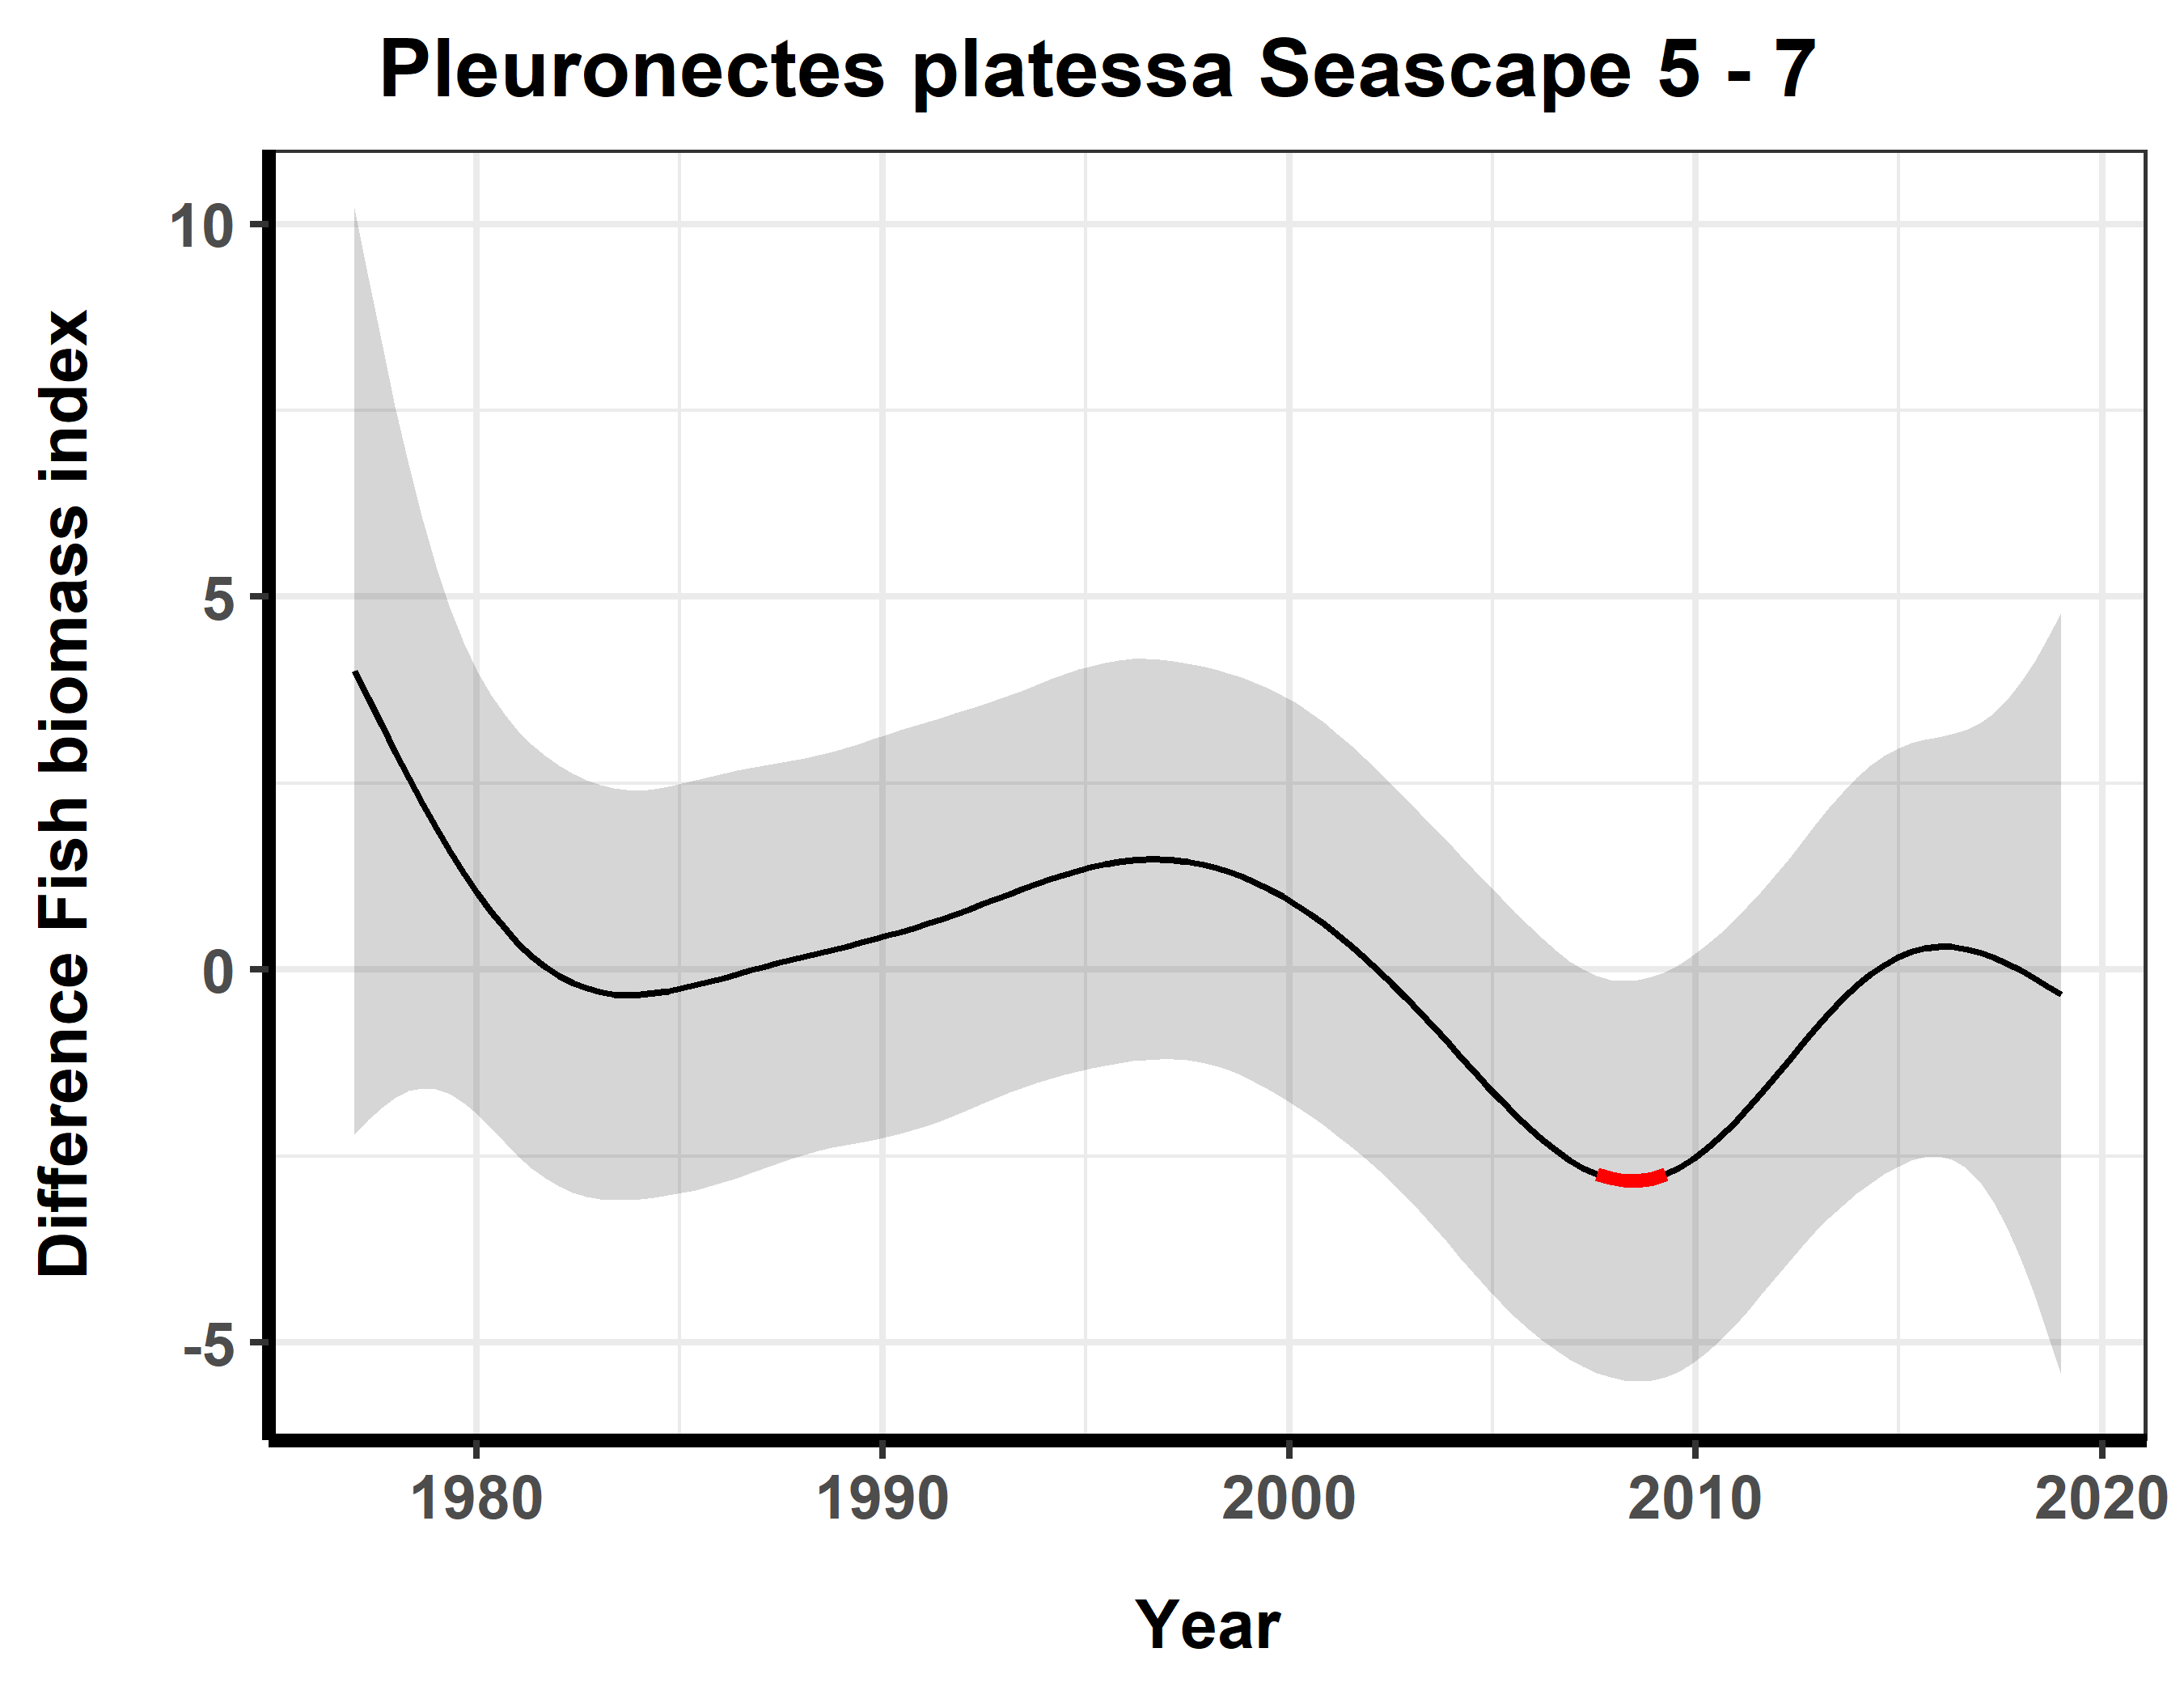 Pleuronectes platessa Seascape 5 - 7
Difference Fish biomass index
10
5
0
-5
1980 1990 2000 2010 2020
Year